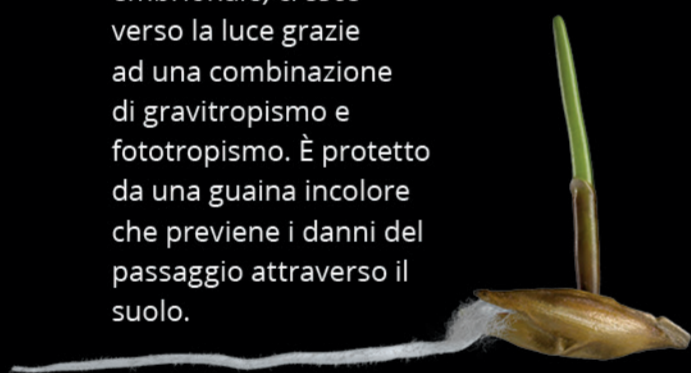 verso la luce grazie
ad una combinazione
di gravitropismo e
fototropismo. È protetto
da una guaina incolore
che previene i danni del
passaggio attraverso il
suolo.